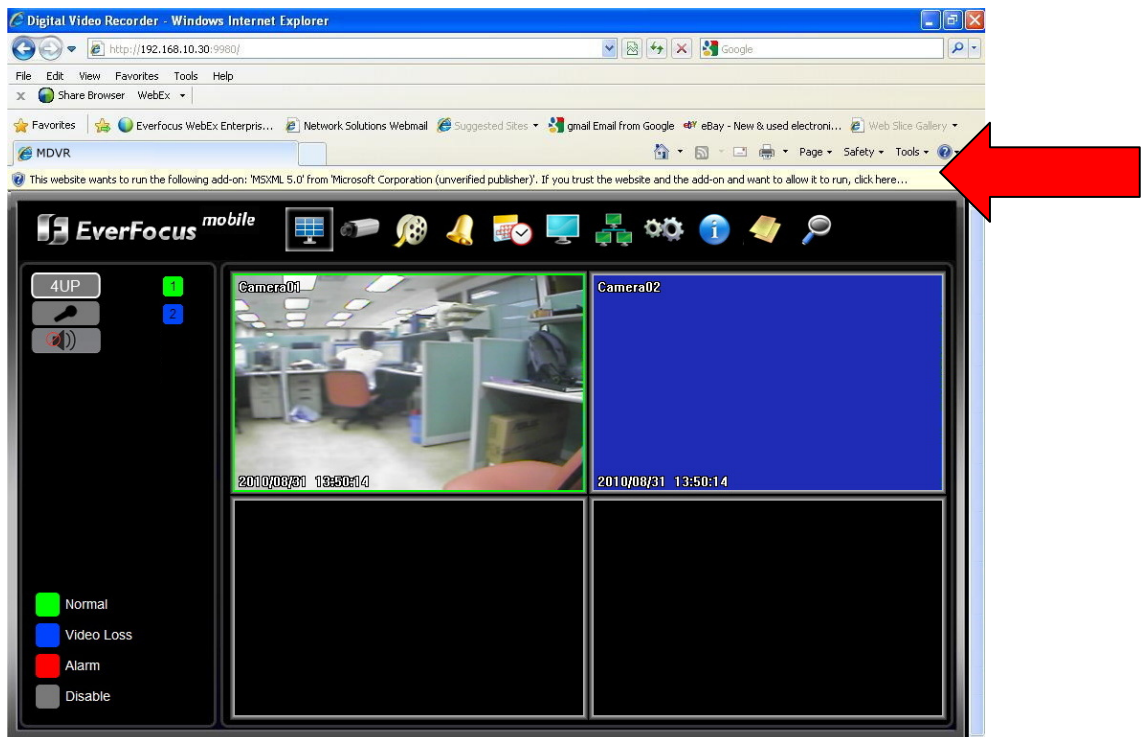 Digital Video Recorder - Windows Internet Explorer
http://192.168.10.30:9980/
Google
File Edit View Favorites Tools Help
x Share Browser WebEx
Favorites Everfocus WebEx Enterpris... Network Solutions Webmail Suggested Sites gmail Email from Google eBay - New & used electroni... Web Slice Gallery
MDVR Page Safety Tools
This website wants to run the following add-on: 'MSXML 5.0' from 'Microsoft Corporation (unverified publisher)'. If you trust the website and the add-on and want to allow it to run, click here...
EverFocus mobile
4UP 1
2
Camera01 Camera02
2010/08/31 13:50:14 2010/08/31 13:50:14
Normal
Video Loss
Alarm
Disable